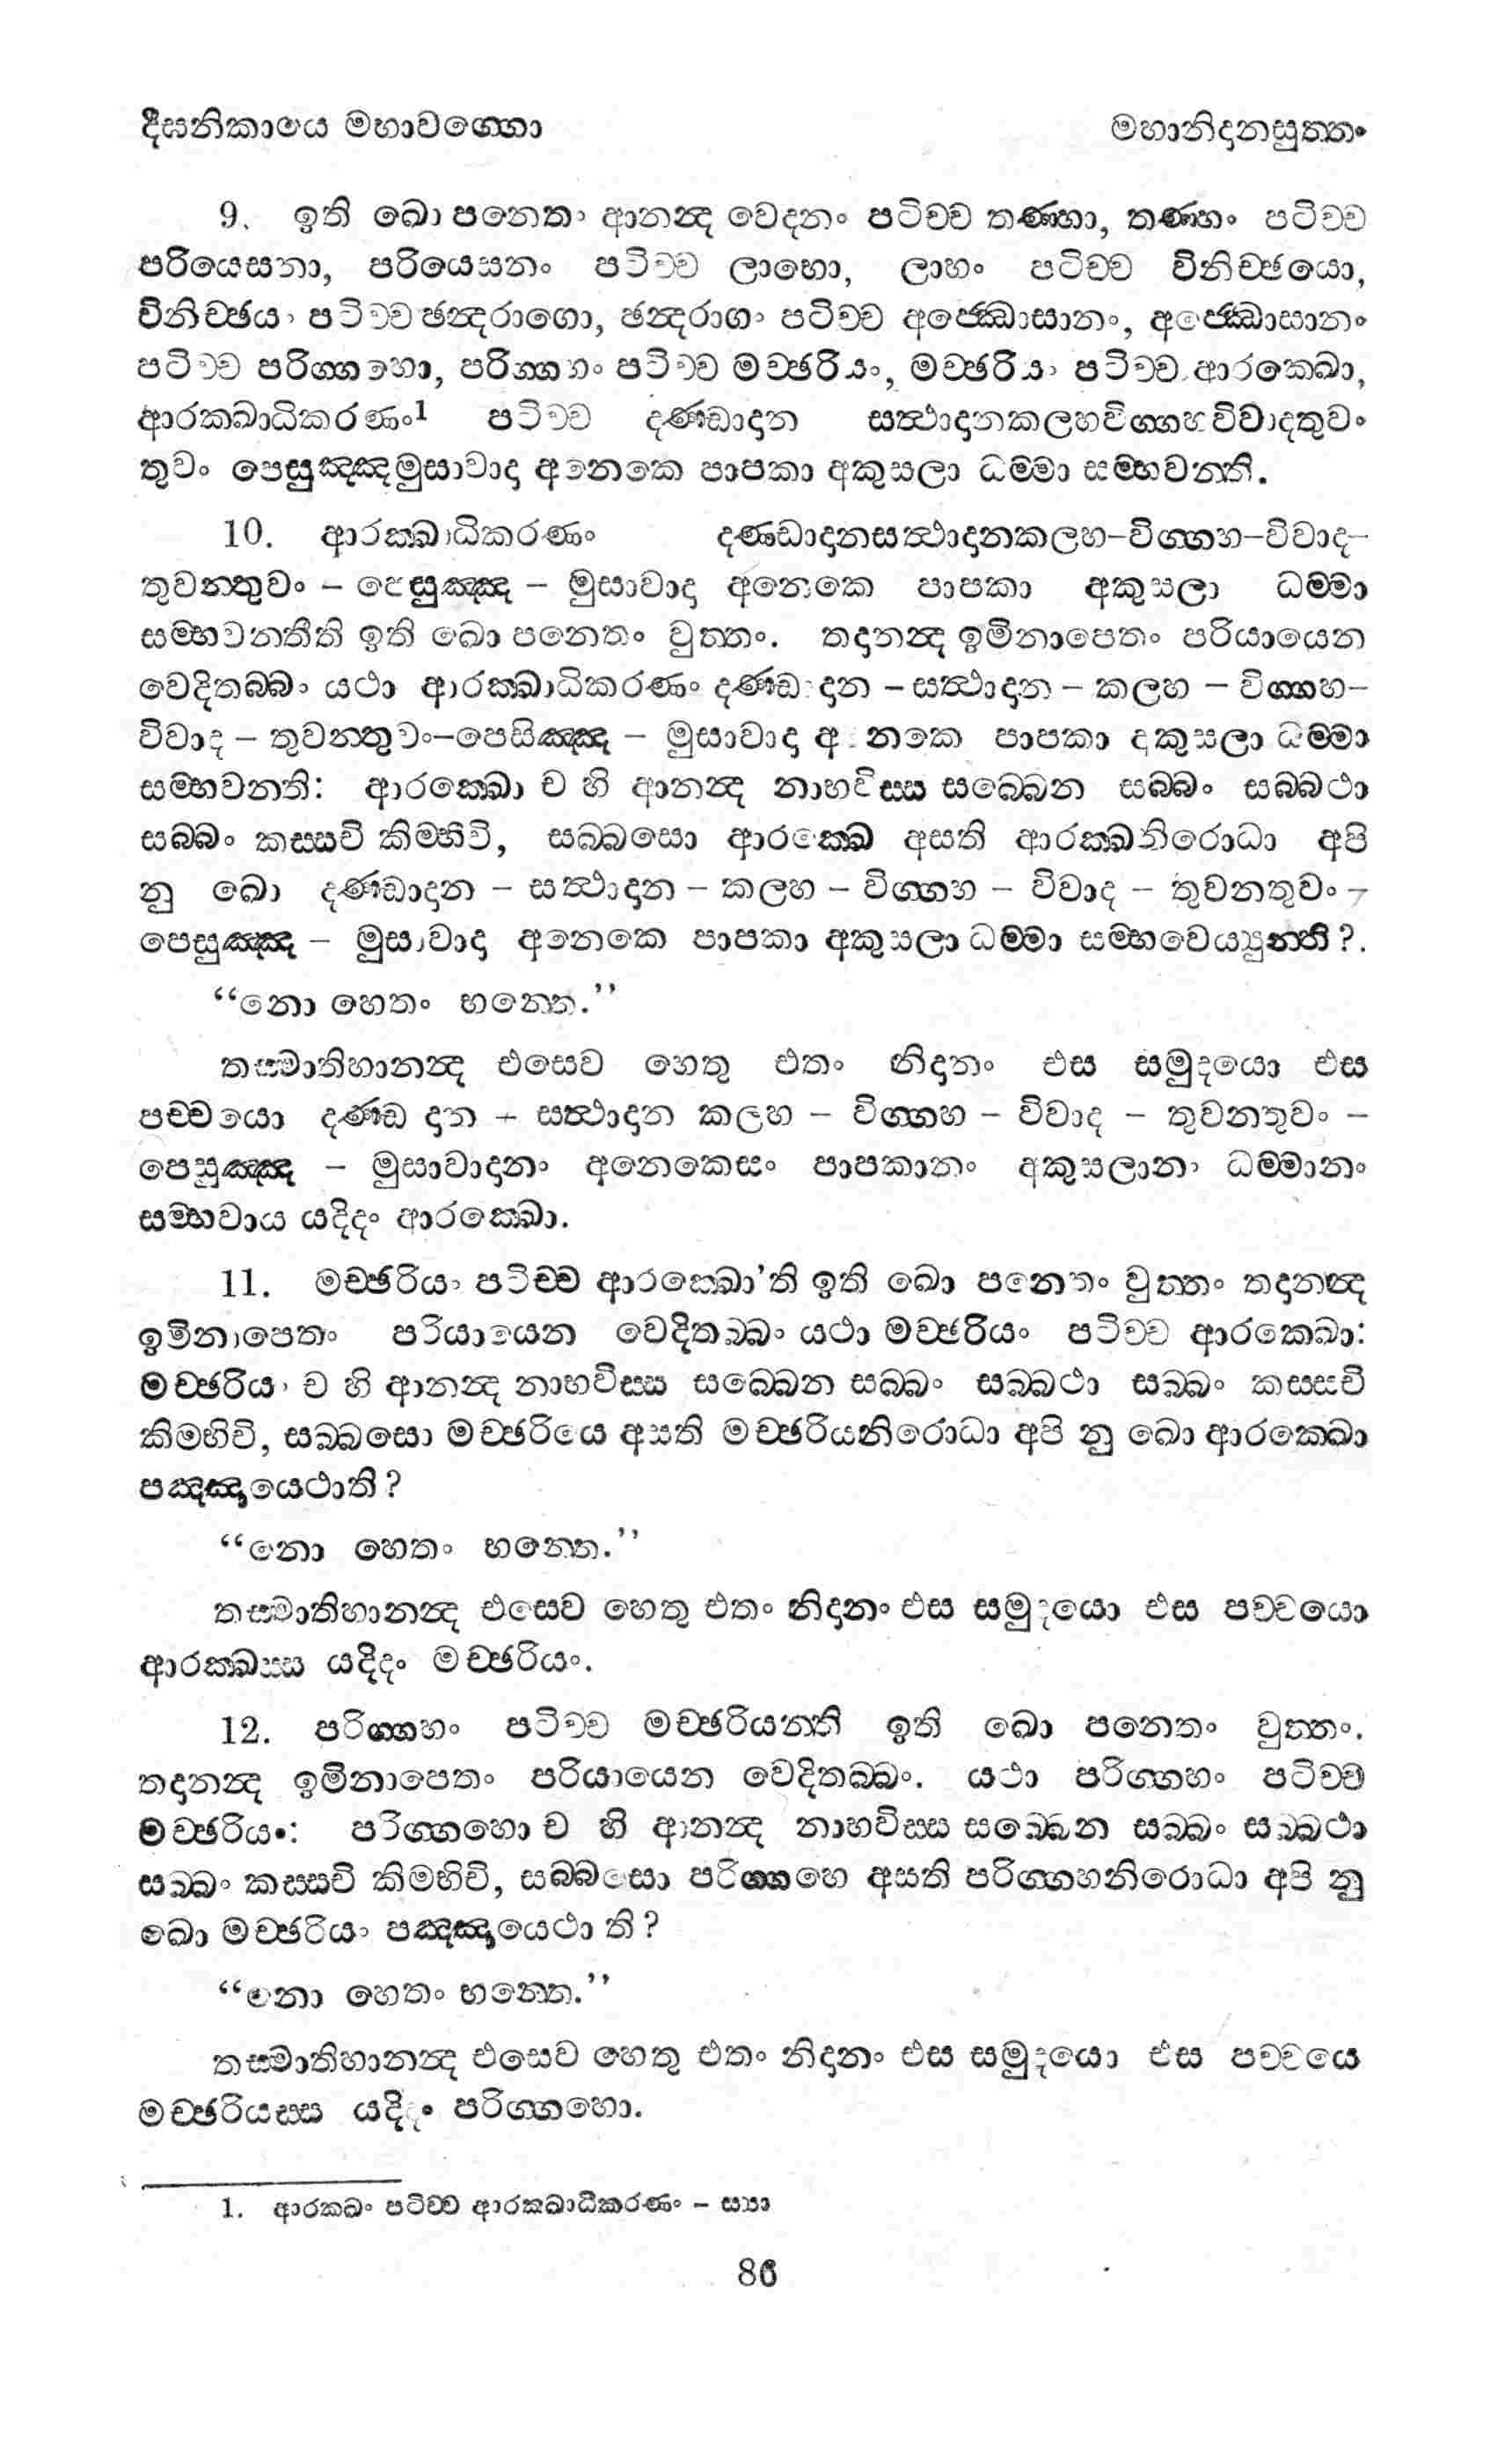 දීඝනිකායෙ මහාවග්ගො
මහානිදානසුත්තං
9. ඉති ඛො පනෙතං ආනන්ද වෙදනං පටිච්ච තණ්හා, තණ්හං පටිච්ච
පරියෙසනා, පරියෙසනං පටිච්ච ලාභො, ලාභං පටිච්ච විනිච්ඡයො,
විනිච්ඡයං පටිච්ච ඡන්දරාගො, ඡන්දරාගං පටිච්ච අජ්ඣොසානං, අජ්ඣොසානං
පටිච්ච පරිග්ගහො, පරිග්ගහං පටිච්ච මච්ඡරියං, මච්ඡරියං පටිච්ච ආරක්ඛො,
ආරක්ඛාධිකරණං1 පටිච්ච දණ්ඩාදාන සත්ථාදානකලහවිග්ගහවිවාදතුවං
තුවං පෙසුඤ්ඤමුසාවාදා අනෙකෙ පාපකා අකුසලා ධම්මා සම්භවන්ති.
10. ආරක්ඛාධිකරණං දණ්ඩාදානසත්ථාදානකලහ-විග්ගහ-විවාද-
තුවන්තුවං - පෙසුඤ්ඤ - මුසාවාදා අනෙකෙ පාපකා අකුසලා ධම්මා
සම්භවනතීති ඉති ඛො පනෙතං වුත්තං. තදානන්ද ඉමිනාපෙතං පරියායෙන
වෙදිතබ්බං යථා ආරක්ඛාධිකරණං දණ්ඩාදාන - සත්ථාදාන - කලහ - විග්ගහ-
විවාද - තුවන්තුවං-පෙසිඤ්ඤ - මුසාවාදා අනෙකෙ පාපකා අකුසලා ධම්මා
සම්භවනති: ආරක්ඛො ච හි ආනන්ද නාභවිස්ස සබ්බෙන සබ්බං සබ්බථා
සබ්බං කස්සචි කිම්හිචි, සබ්බසො ආරක්ඛෙ අසති ආරක්ඛනිරොධා අපි
නු ඛො දණ්ඩාදාන - සත්ථාදාන - කලහ - විග්ගහ - විවාද - තුවනතුවං -
පෙසුඤ්ඤ - මුසාවාදා අනෙකෙ පාපකා අකුසලා ධම්මා සම්භවෙය්‍යුන්ති?.
“නො හෙතං භන්තෙ.”
තස්මාතිහානන්ද එසෙව හෙතු එතං නිදානං එස සමුදයො එස
පච්චයො දණ්ඩාදාන - සත්ථාදාන කලහ - විග්ගහ - විවාද - තුවනතුවං -
පෙසුඤ්ඤ - මුසාවාදානං අනෙකෙසං පාපකානං අකුසලානං ධම්මානං
සම්භවාය යදිදං ආරක්ඛො.
11. මච්ඡරියං පටිච්ච ආරක්ඛො'ති ඉති ඛො පනෙතං වුත්තං තදානන්ද
ඉමිනාපෙතං පරියායෙන වෙදිතබ්බං යථා මච්ඡරියං පටිච්ච ආරක්ඛො:
මච්ඡරියං ච හි ආනන්ද නාභවිස්ස සබ්බෙන සබ්බං සබ්බථා සබ්බං කස්සචි
කිම්හිචි, සබ්බසො මච්ඡරියෙ අසති මච්ඡරියනිරොධා අපි නු ඛො ආරක්ඛො
පඤ්ඤායෙථාති?
“නො හෙතං භන්තෙ.”
තස්මාතිහානන්ද එසෙව හෙතු එතං නිදානං එස සමුදයො එස පච්චයො
ආරක්ඛස්ස යදිදං මච්ඡරියං.
12. පරිග්ගහං පටිච්ච මච්ඡරියන්ති ඉති ඛො පනෙතං වුත්තං.
තදානන්ද ඉමිනාපෙතං පරියායෙන වෙදිතබ්බං. යථා පරිග්ගහං පටිච්ච
මච්ඡරියං: පරිග්ගහො ච හි ආනන්ද නාභවිස්ස සබ්බෙන සබ්බං සබ්බථා
සබ්බං කස්සචි කිම්හිචි, සබ්බසො පරිග්ගහෙ අසති පරිග්ගහනිරොධා අපි නු
ඛො මච්ඡරියං පඤ්ඤායෙථා ති?
“නො හෙතං භන්තෙ.”
තස්මාතිහානන්ද එසෙව හෙතු එතං නිදානං එස සමුදයො එස පච්චයෙ
මච්ඡරියස්ස යදිදං පරිග්ගහො.
1. ආරක්ඛං පටිච්ච ආරක්ඛාධීකරණං - ස්‍යා
86